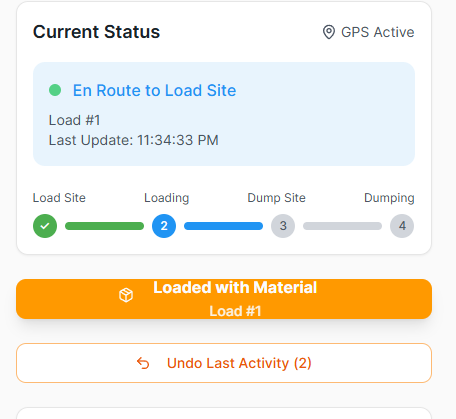 Current Status
GPS Active
En Route to Load Site
Load #1
Last Update: 11:34:33 PM
Load Site Loading Dump Site Dumping
2 3 4
Loaded with Material
Load #1
Undo Last Activity (2)